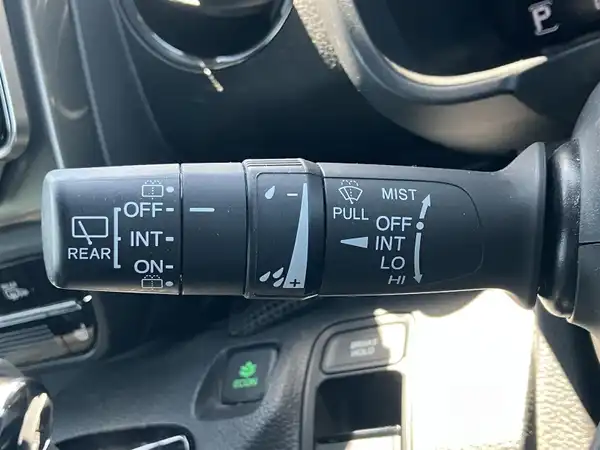 P
OFF
INT
ON
REAR
−
+
PULL
MIST
OFF
INT
LO
HI
BRAKE
HOLD
ECON